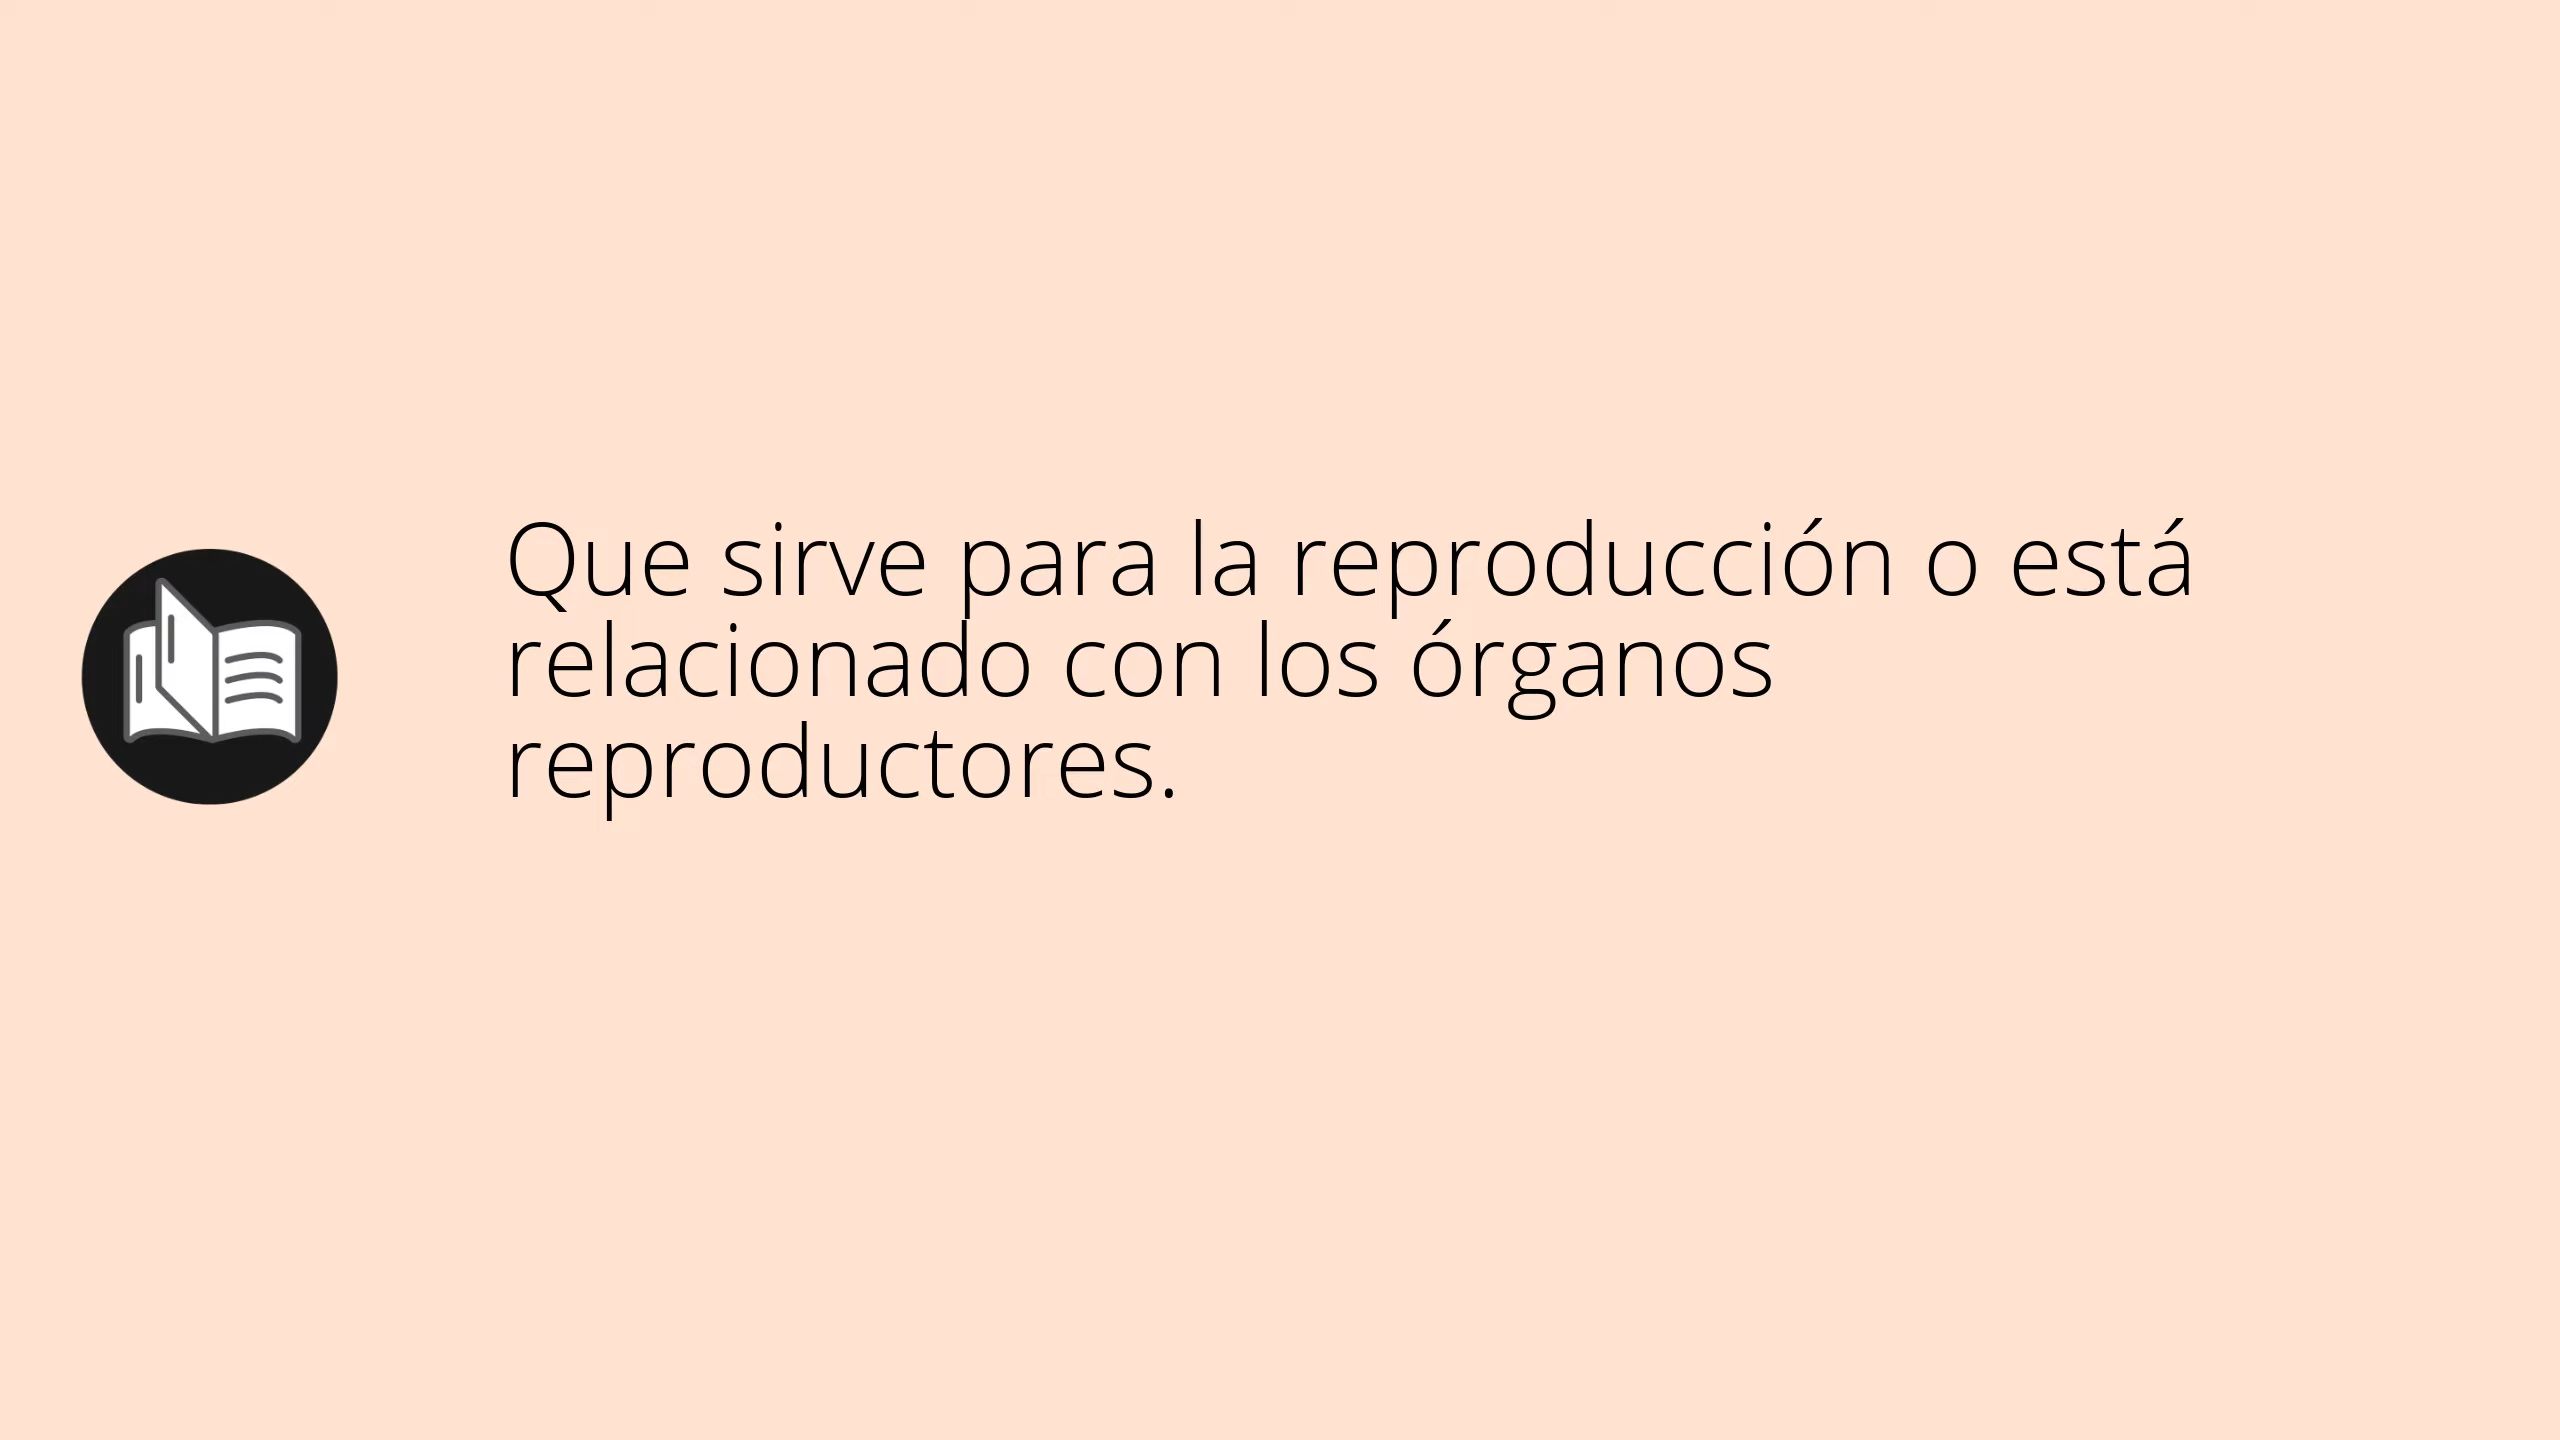 Que sirve para la reproducción o está
relacionado con los órganos
reproductores.